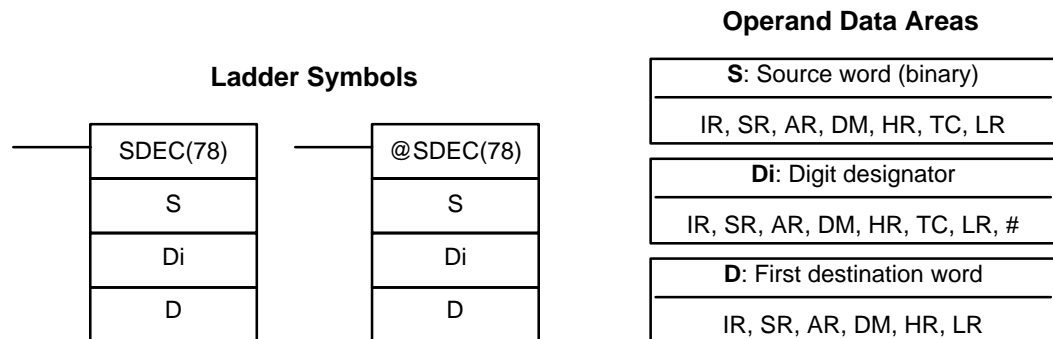 Operand Data Areas
Ladder Symbols
S: Source word (binary)
IR, SR, AR, DM, HR, TC, LR
SDEC(78)
@SDEC(78)
Di: Digit designator
S
S
IR, SR, AR, DM, HR, TC, LR, #
Di
Di
D: First destination word
D
D
IR, SR, AR, DM, HR, LR